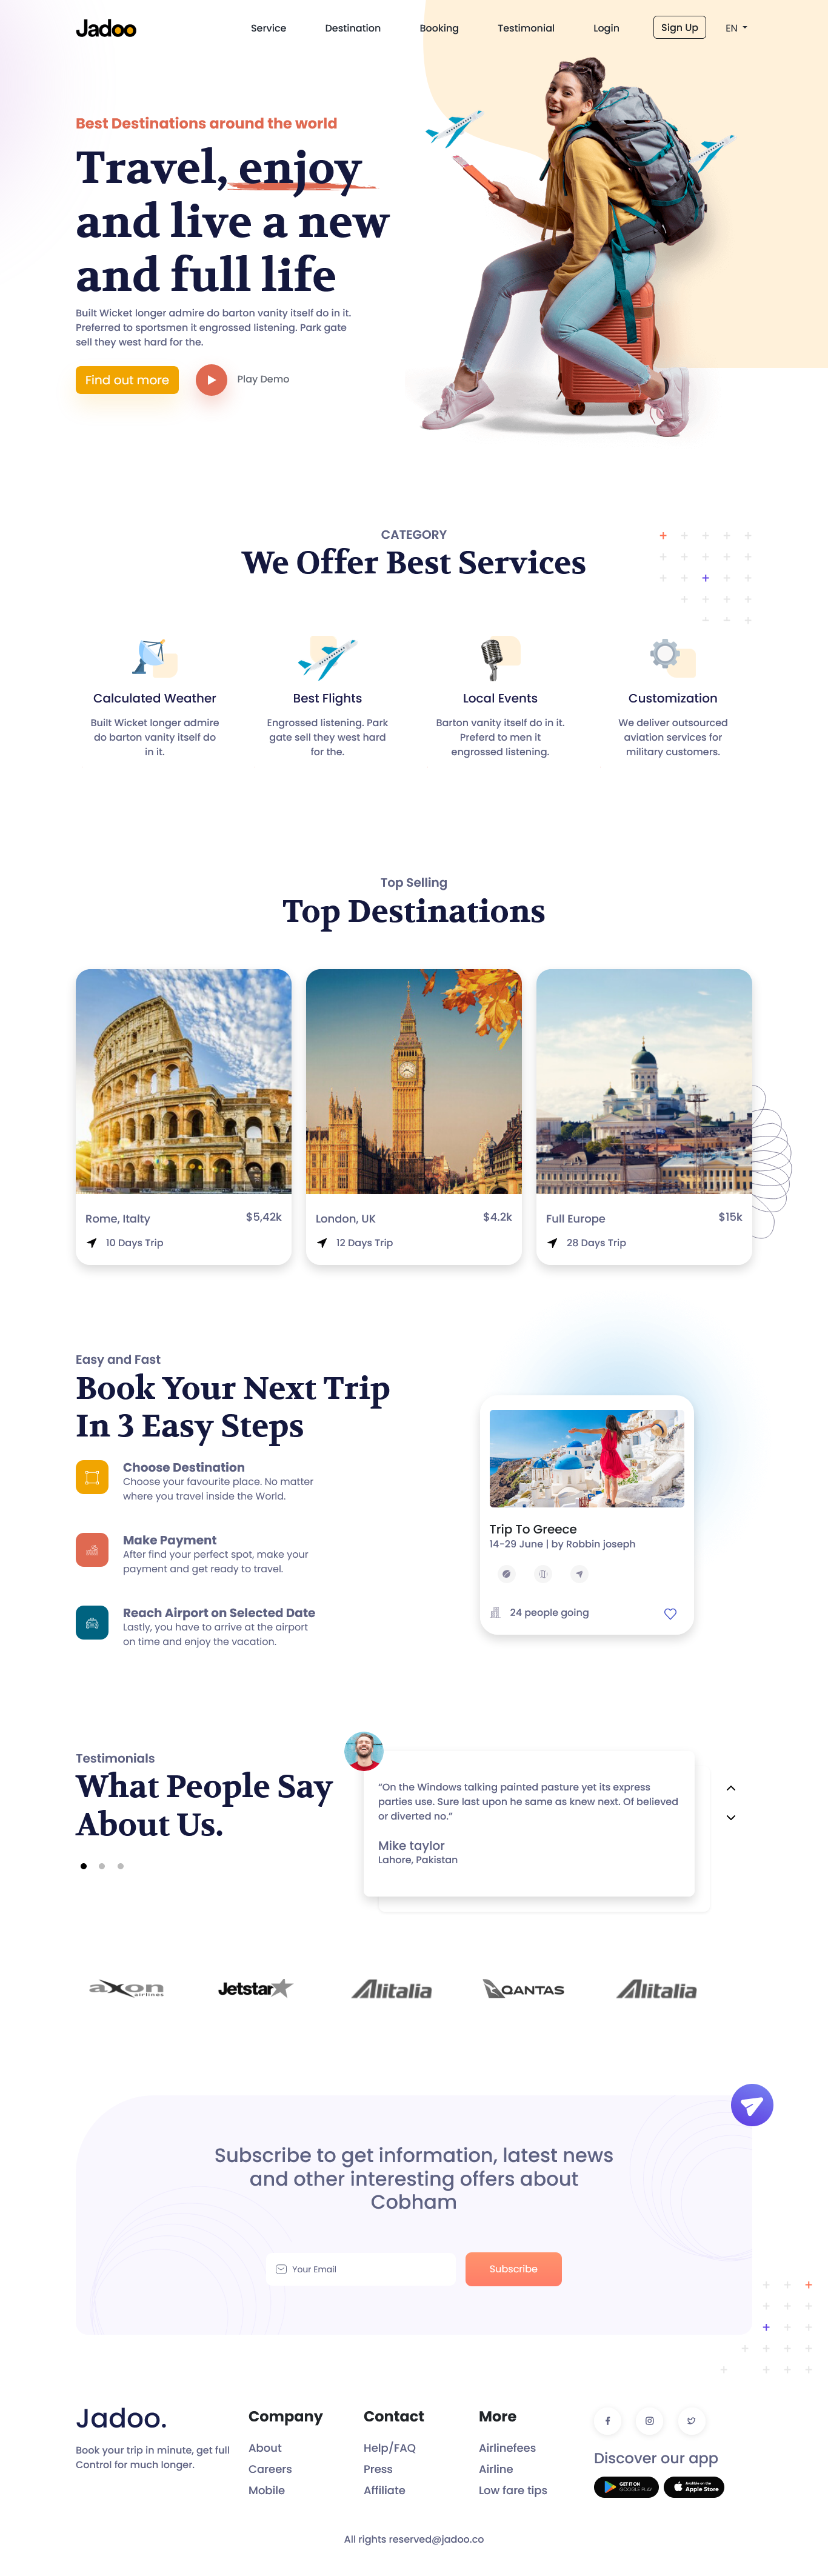 Jadoo
Service
Destination
Booking
Testimonial
Login
Sign Up
EN
Best Destinations around the world
Travel, enjoy
and live a new
and full life
Built Wicket longer admire do barton vanity itself do in it.
Preferred to sportsmen it engrossed listening. Park gate
sell they west hard for the.
Find out more
Play Demo
CATEGORY
We Offer Best Services
Calculated Weather
Built Wicket longer admire
do barton vanity itself do
in it.
Best Flights
Engrossed listening. Park
gate sell they west hard
for the.
Local Events
Barton vanity itself do in it.
Preferd to men it
engrossed listening.
Customization
We deliver outsourced
aviation services for
military customers.
Top Selling
Top Destinations
Rome, Italty
$5,42k
10 Days Trip
London, UK
$4.2k
12 Days Trip
Full Europe
$15k
28 Days Trip
Easy and Fast
Book Your Next Trip
In 3 Easy Steps
Choose Destination
Choose your favourite place. No matter
where you travel inside the World.
Make Payment
After find your perfect spot, make your
payment and get ready to travel.
Reach Airport on Selected Date
Lastly, you have to arrive at the airport
on time and enjoy the vacation.
Trip To Greece
14-29 June | by Robbin joseph
24 people going
Testimonials
What People Say
About Us.
“On the Windows talking painted pasture yet its express
parties use. Sure last upon he same as knew next. Of believed
or diverted no.”
Mike taylor
Lahore, Pakistan
axon
airlines
Jetstar
Alitalia
QANTAS
Alitalia
Subscribe to get information, latest news
and other interesting offers about
Cobham
Your Email
Subscribe
Jadoo.
Book your trip in minute, get full
Control for much longer.
Company
About
Careers
Mobile
Contact
Help/FAQ
Press
Affiliate
More
Airlinefees
Airline
Low fare tips
Discover our app
GET IT ON
GOOGLE PLAY
Available on the
Apple Store
All rights reserved@jadoo.co